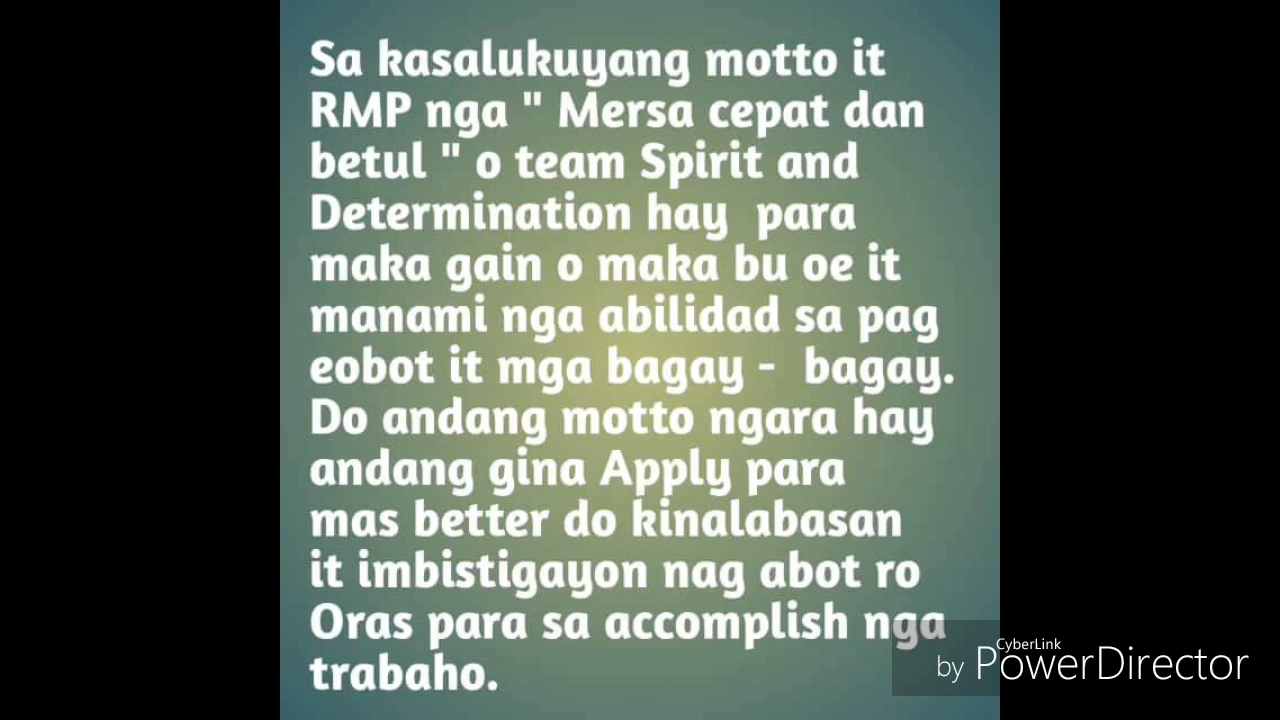 Sa kasalukuyang motto it
RMP nga " Mersa cepat dan
betul " o team Spirit and
Determination hay para
maka gain o maka bu oe it
manami nga abilidad sa pag
eobot it mga bagay - bagay.
Do andang motto ngara hay
andang gina Apply para
mas better do kinalabasan
it imbistigayon nag abot ro
Oras para sa accomplish nga
trabaho.
CyberLink
by PowerDirector